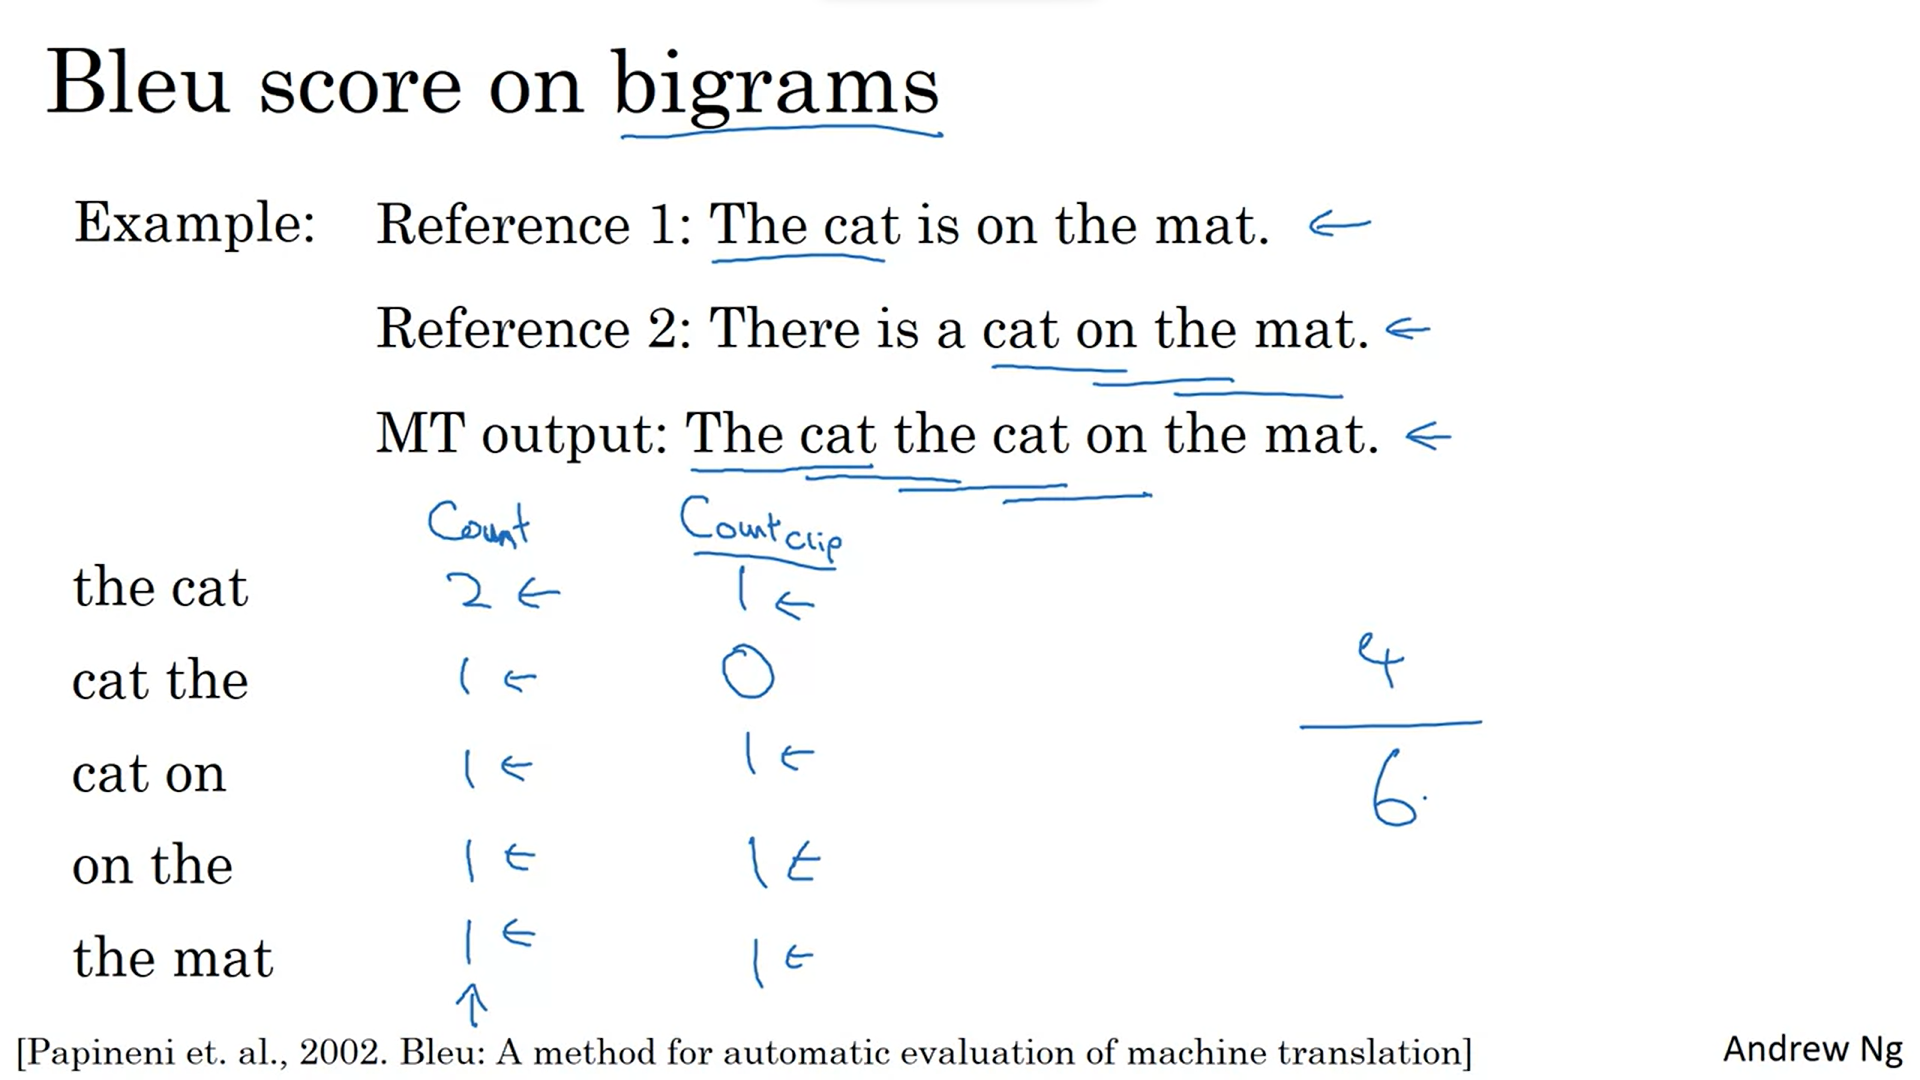 Bleu score on bigrams
Example: Reference 1: The cat is on the mat. ←
Reference 2: There is a cat on the mat. ←
MT output: The cat the cat on the mat. ←
Count Countclip
the cat 2 ← 1 ←
cat the 1 ← 0
cat on 1 ← 1 ←
on the 1 ← 1 ←
the mat 1 ← 1 ←
↑
4
6
[Papineni et. al., 2002. Bleu: A method for automatic evaluation of machine translation] Andrew Ng